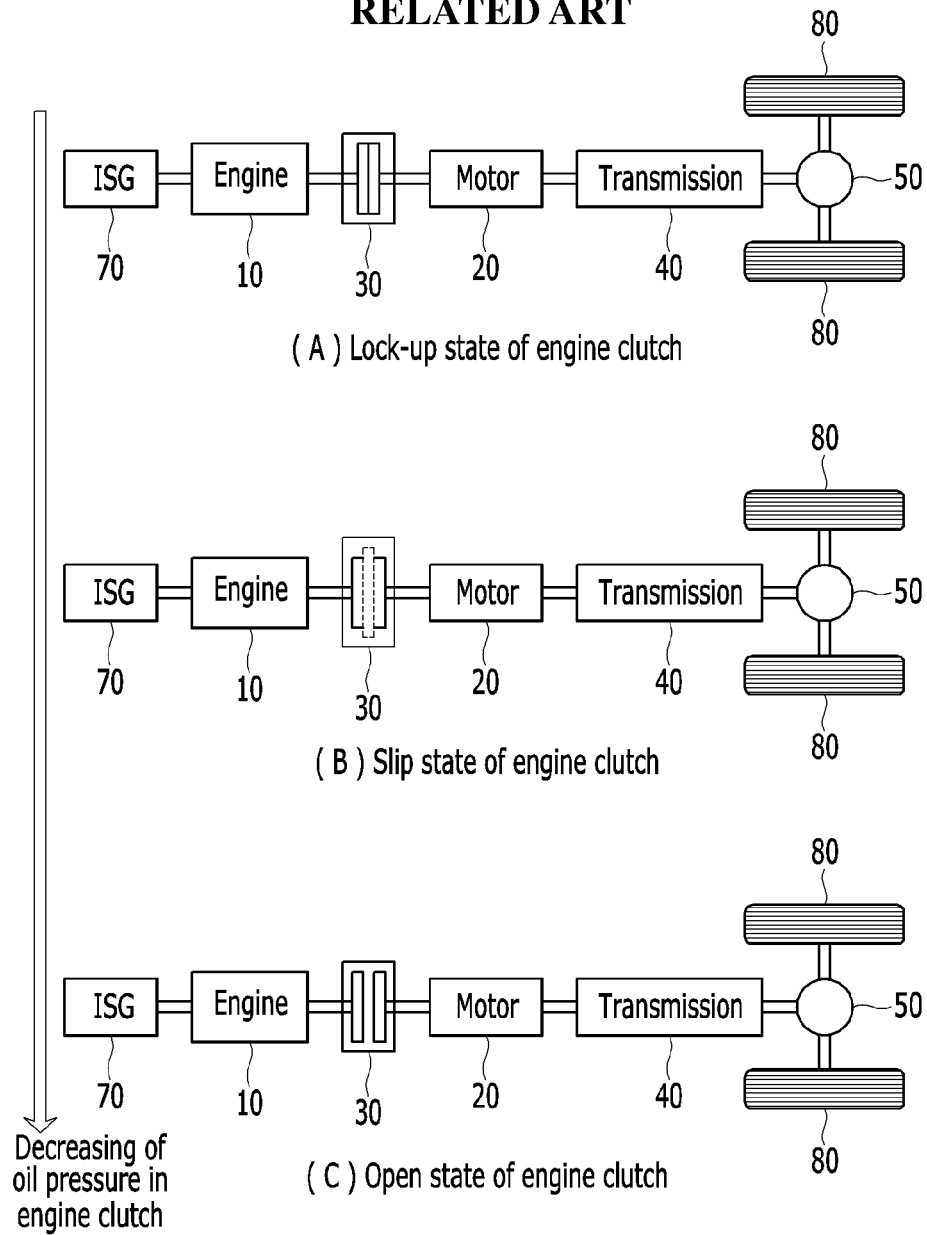 RELATED ART
80
ISG
Engine
Motor
Transmission
50
70
10
30
20
40
80
( A ) Lock-up state of engine clutch
80
ISG
Engine
Motor
Transmission
50
70
10
30
20
40
80
( B ) Slip state of engine clutch
80
ISG
Engine
Motor
Transmission
50
70
10
30
20
40
80
( C ) Open state of engine clutch
Decreasing of
oil pressure in
engine clutch